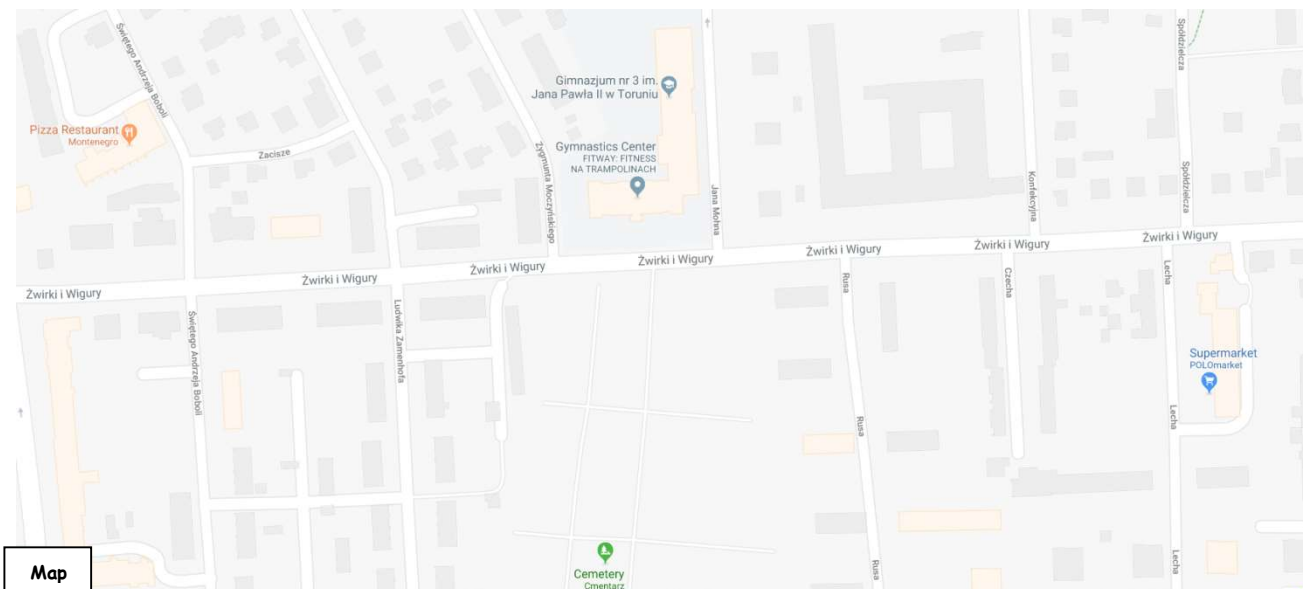 Świętego Andrzeja Boboli
Spółdzielcza
Gimnazjum nr 3 im.
Jana Pawła II w Toruniu
Pizza Restaurant
Montenegro
Zacisze
Zygmunta Moczyńskiego
Gymnastics Center
FITWAY: FITNESS
NA TRAMPOLINACH
Jana Mohna
Konfekcyjna
Spółdzielcza
Żwirki i Wigury
Żwirki i Wigury
Żwirki i Wigury
Żwirki i Wigury
Żwirki i Wigury
Żwirki i Wigury
Żwirki i Wigury
Świętego Andrzeja Boboli
Ludwika Zamenhofa
Rusa
Czecha
Lecha
Supermarket
POLOmarket
Rusa
Lecha
Map
Cemetery
Cmentarz
Rusa
Lecha